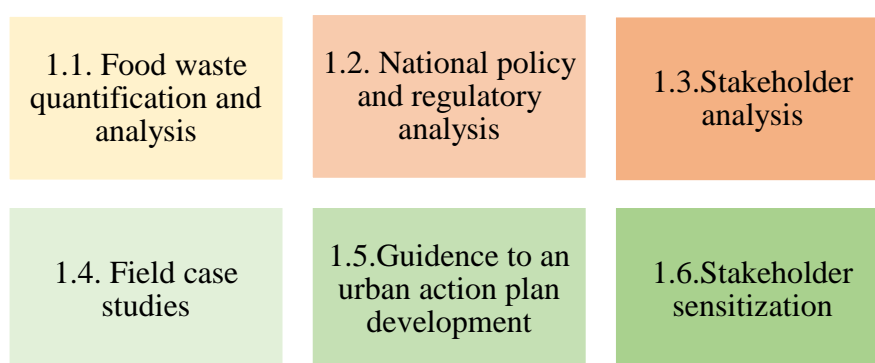 1.1. Food waste
quantification and
analysis
1.2. National policy
and regulatory
analysis
1.3.Stakeholder
analysis
1.4. Field case
studies
1.5.Guidence to an
urban action plan
development
1.6.Stakeholder
sensitization